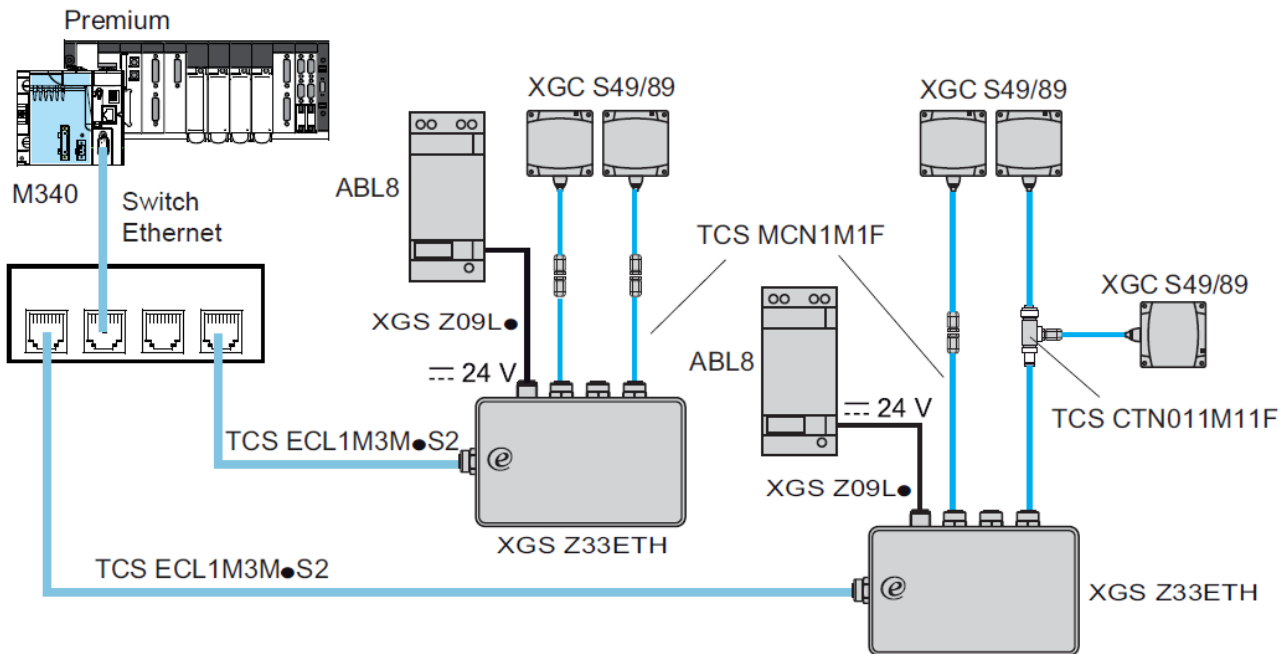 Premium
XGC S49/89
XGC S49/89
ABL8
M340
Switch
Ethernet
TCS MCN1M1F
XGC S49/89
XGS Z09L●
ABL8
⎓ 24 V
⎓ 24 V
TCS CTN011M11F
TCS ECL1M3M●S2
e
XGS Z09L●
XGS Z33ETH
TCS ECL1M3M●S2
e
XGS Z33ETH